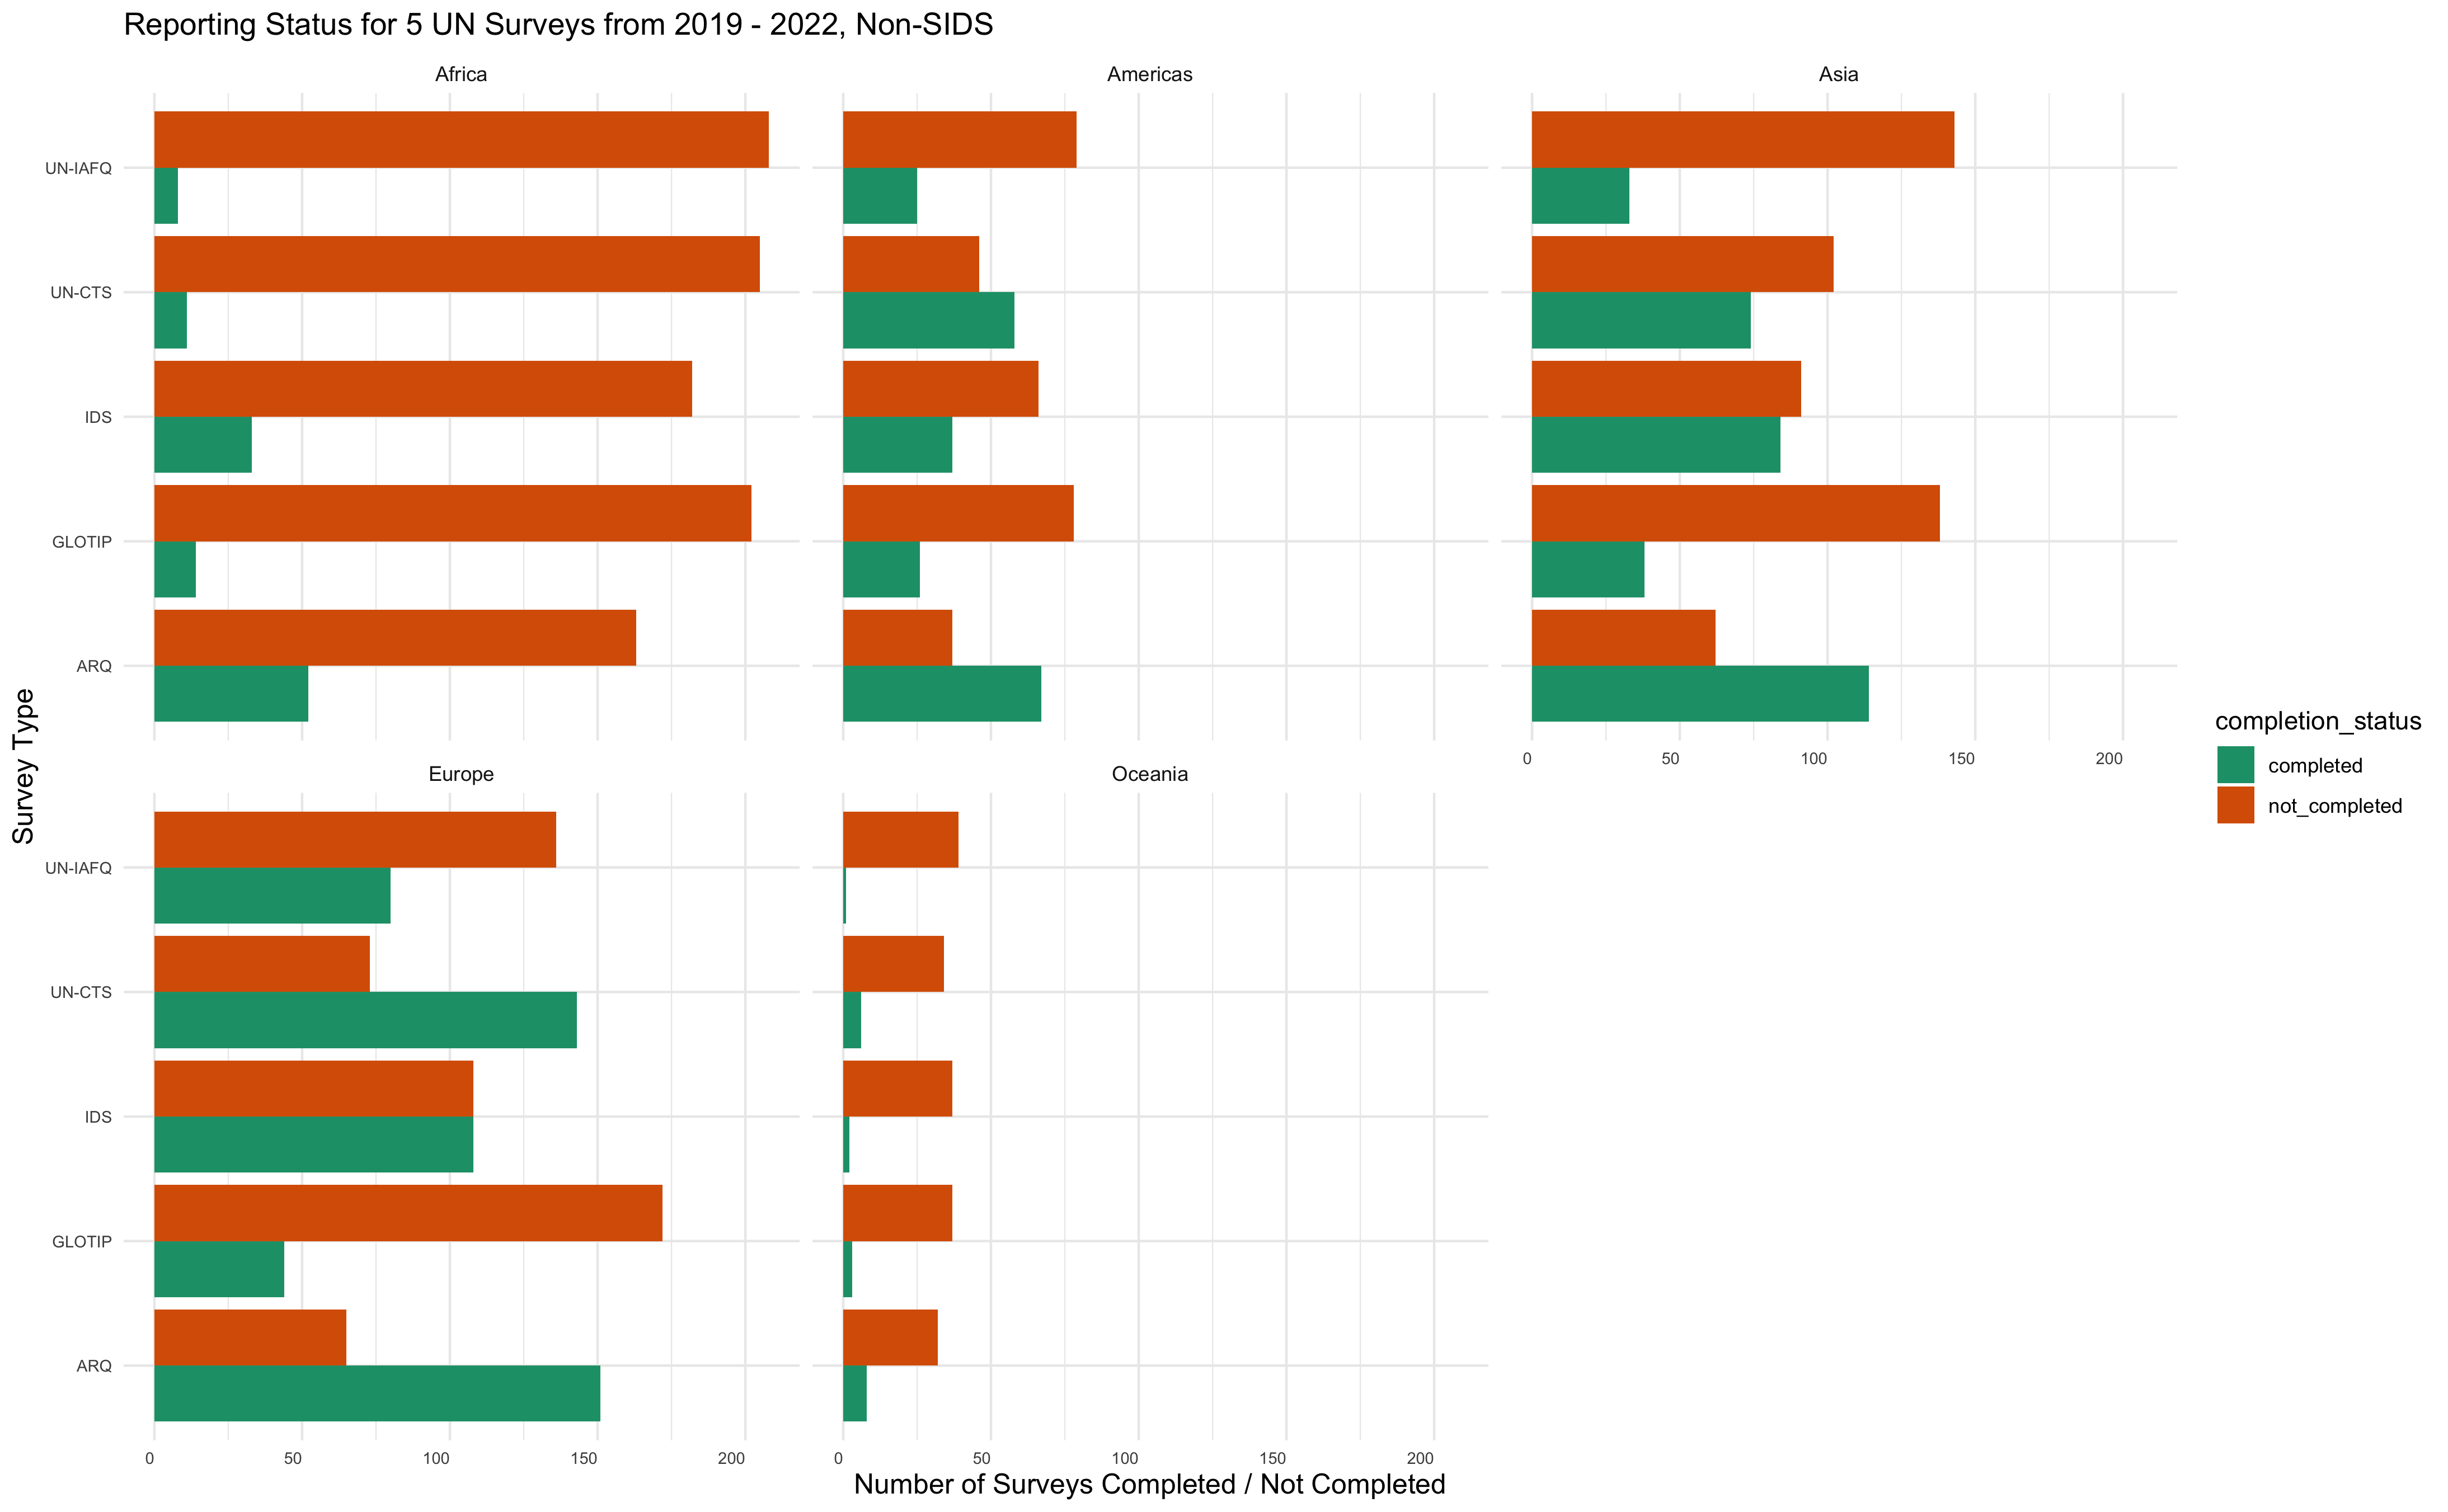 Reporting Status for 5 UN Surveys from 2019 - 2022, Non-SIDS
Africa
Americas
Asia
UN-IAFQ
UN-CTS
IDS
GLOTIP
ARQ
0 50 100 150 200
Europe
Oceania
UN-IAFQ
UN-CTS
IDS
GLOTIP
ARQ
0 50 100 150 200
0 50 100 150 200
Number of Surveys Completed / Not Completed
Survey Type
completion_status
completed
not_completed